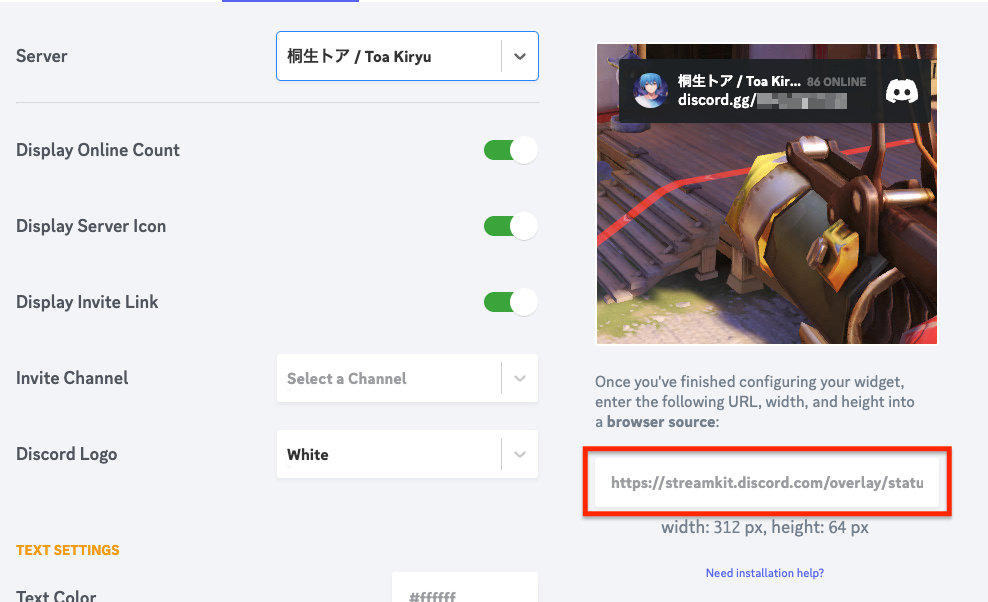 Server
桐生トア / Toa Kiryu
Display Online Count
Display Server Icon
Display Invite Link
Invite Channel
Select a Channel
Discord Logo
White
TEXT SETTINGS
Text Color
#ffffff
桐生トア / Toa Kir... 86 ONLINE
discord.gg/
Once you've finished configuring your widget,
enter the following URL, width, and height into
a browser source:
https://streamkit.discord.com/overlay/statu
width: 312 px, height: 64 px
Need installation help?